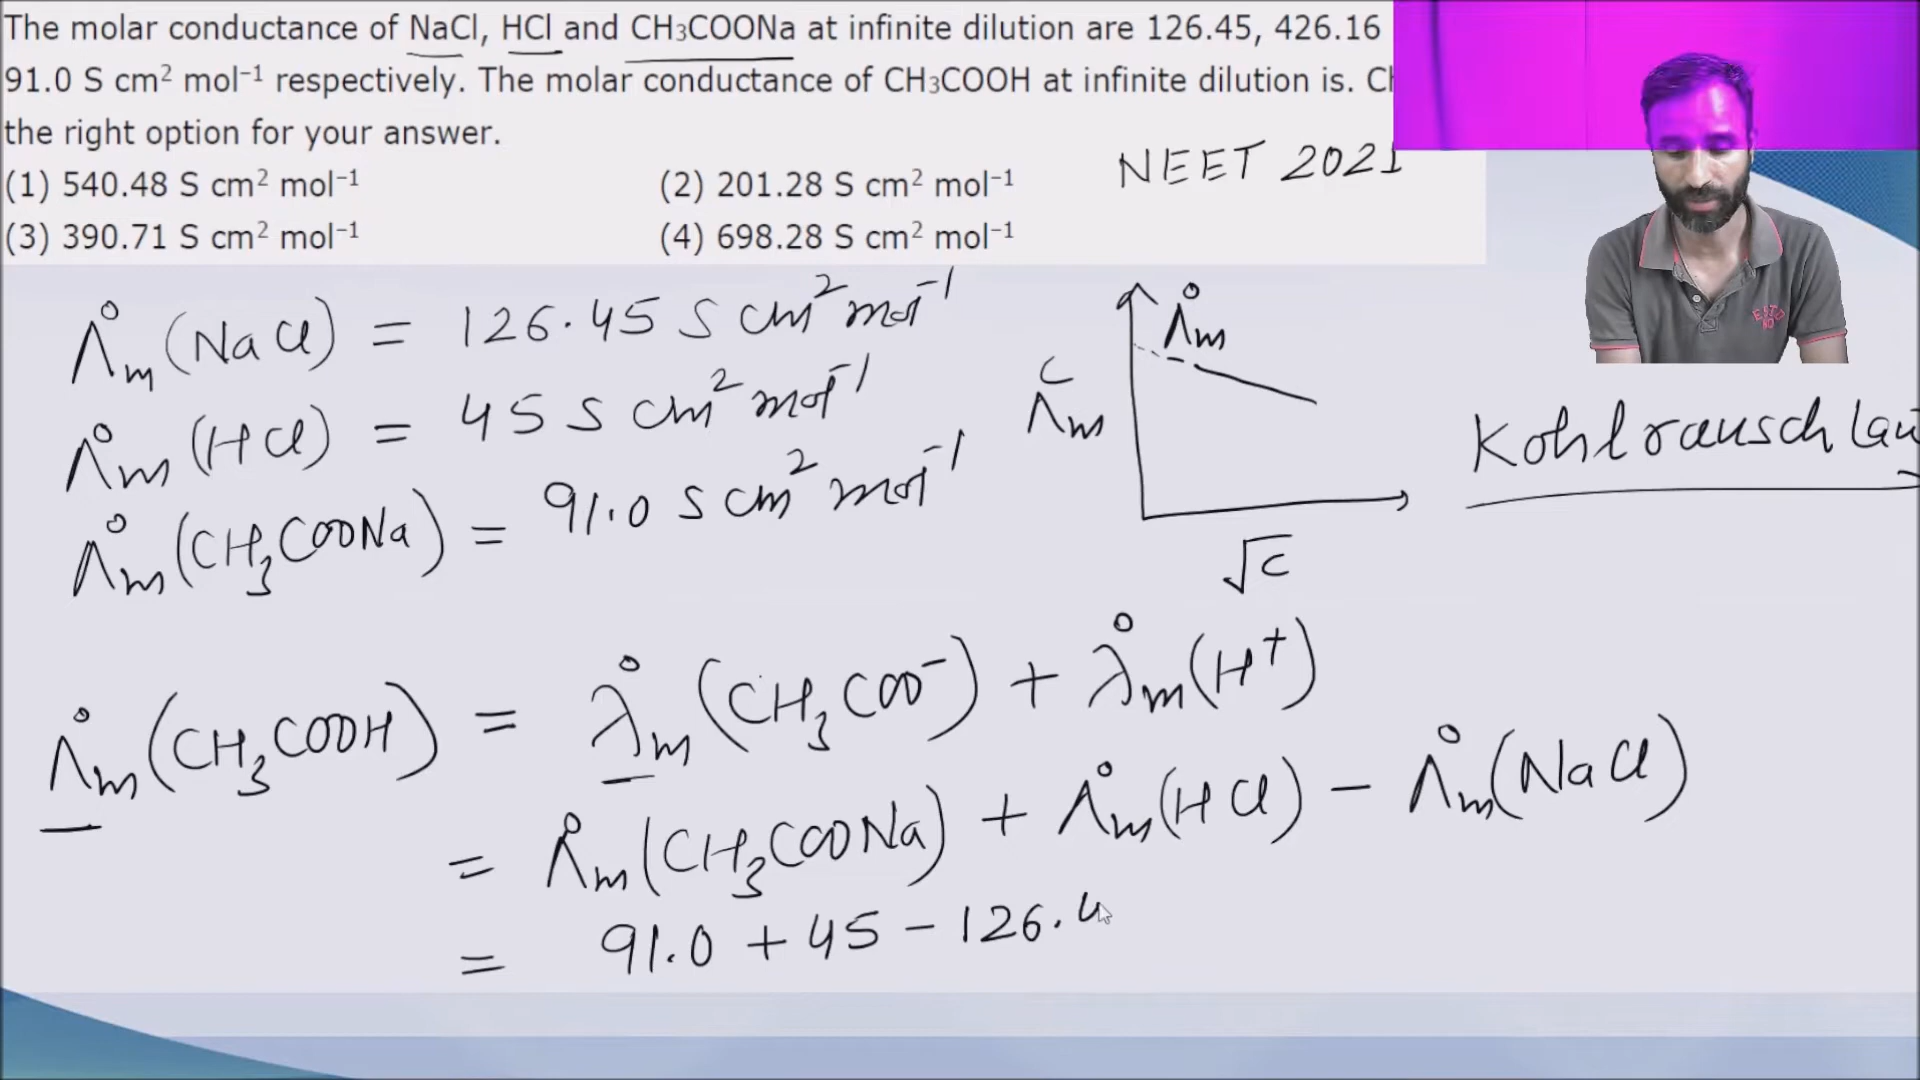 The molar conductance of NaCl, HCl and CH₃COONa at infinite dilution are 126.45, 426.16
91.0 S cm² mol⁻¹ respectively. The molar conductance of CH₃COOH at infinite dilution is.
the right option for your answer.
(1) 540.48 S cm² mol⁻¹ (2) 201.28 S cm² mol⁻¹
(3) 390.71 S cm² mol⁻¹ (4) 698.28 S cm² mol⁻¹
NEET 2021
Λ°m (NaCl) = 126.45 S cm² mol⁻¹
Λ°m (HCl) = 45 S cm² mol⁻¹
Λ°m (CH₃COONa) = 91.0 S cm² mol⁻¹
Λ°m
Λᶜm
√C
Kohlrausch Law
Λ°m (CH₃COOH) = λ°m (CH₃COO⁻) + λ°m (H⁺)
= Λ°m (CH₃COONa) + Λ°m (HCl) − Λ°m (NaCl)
= 91.0 + 45 − 126.4